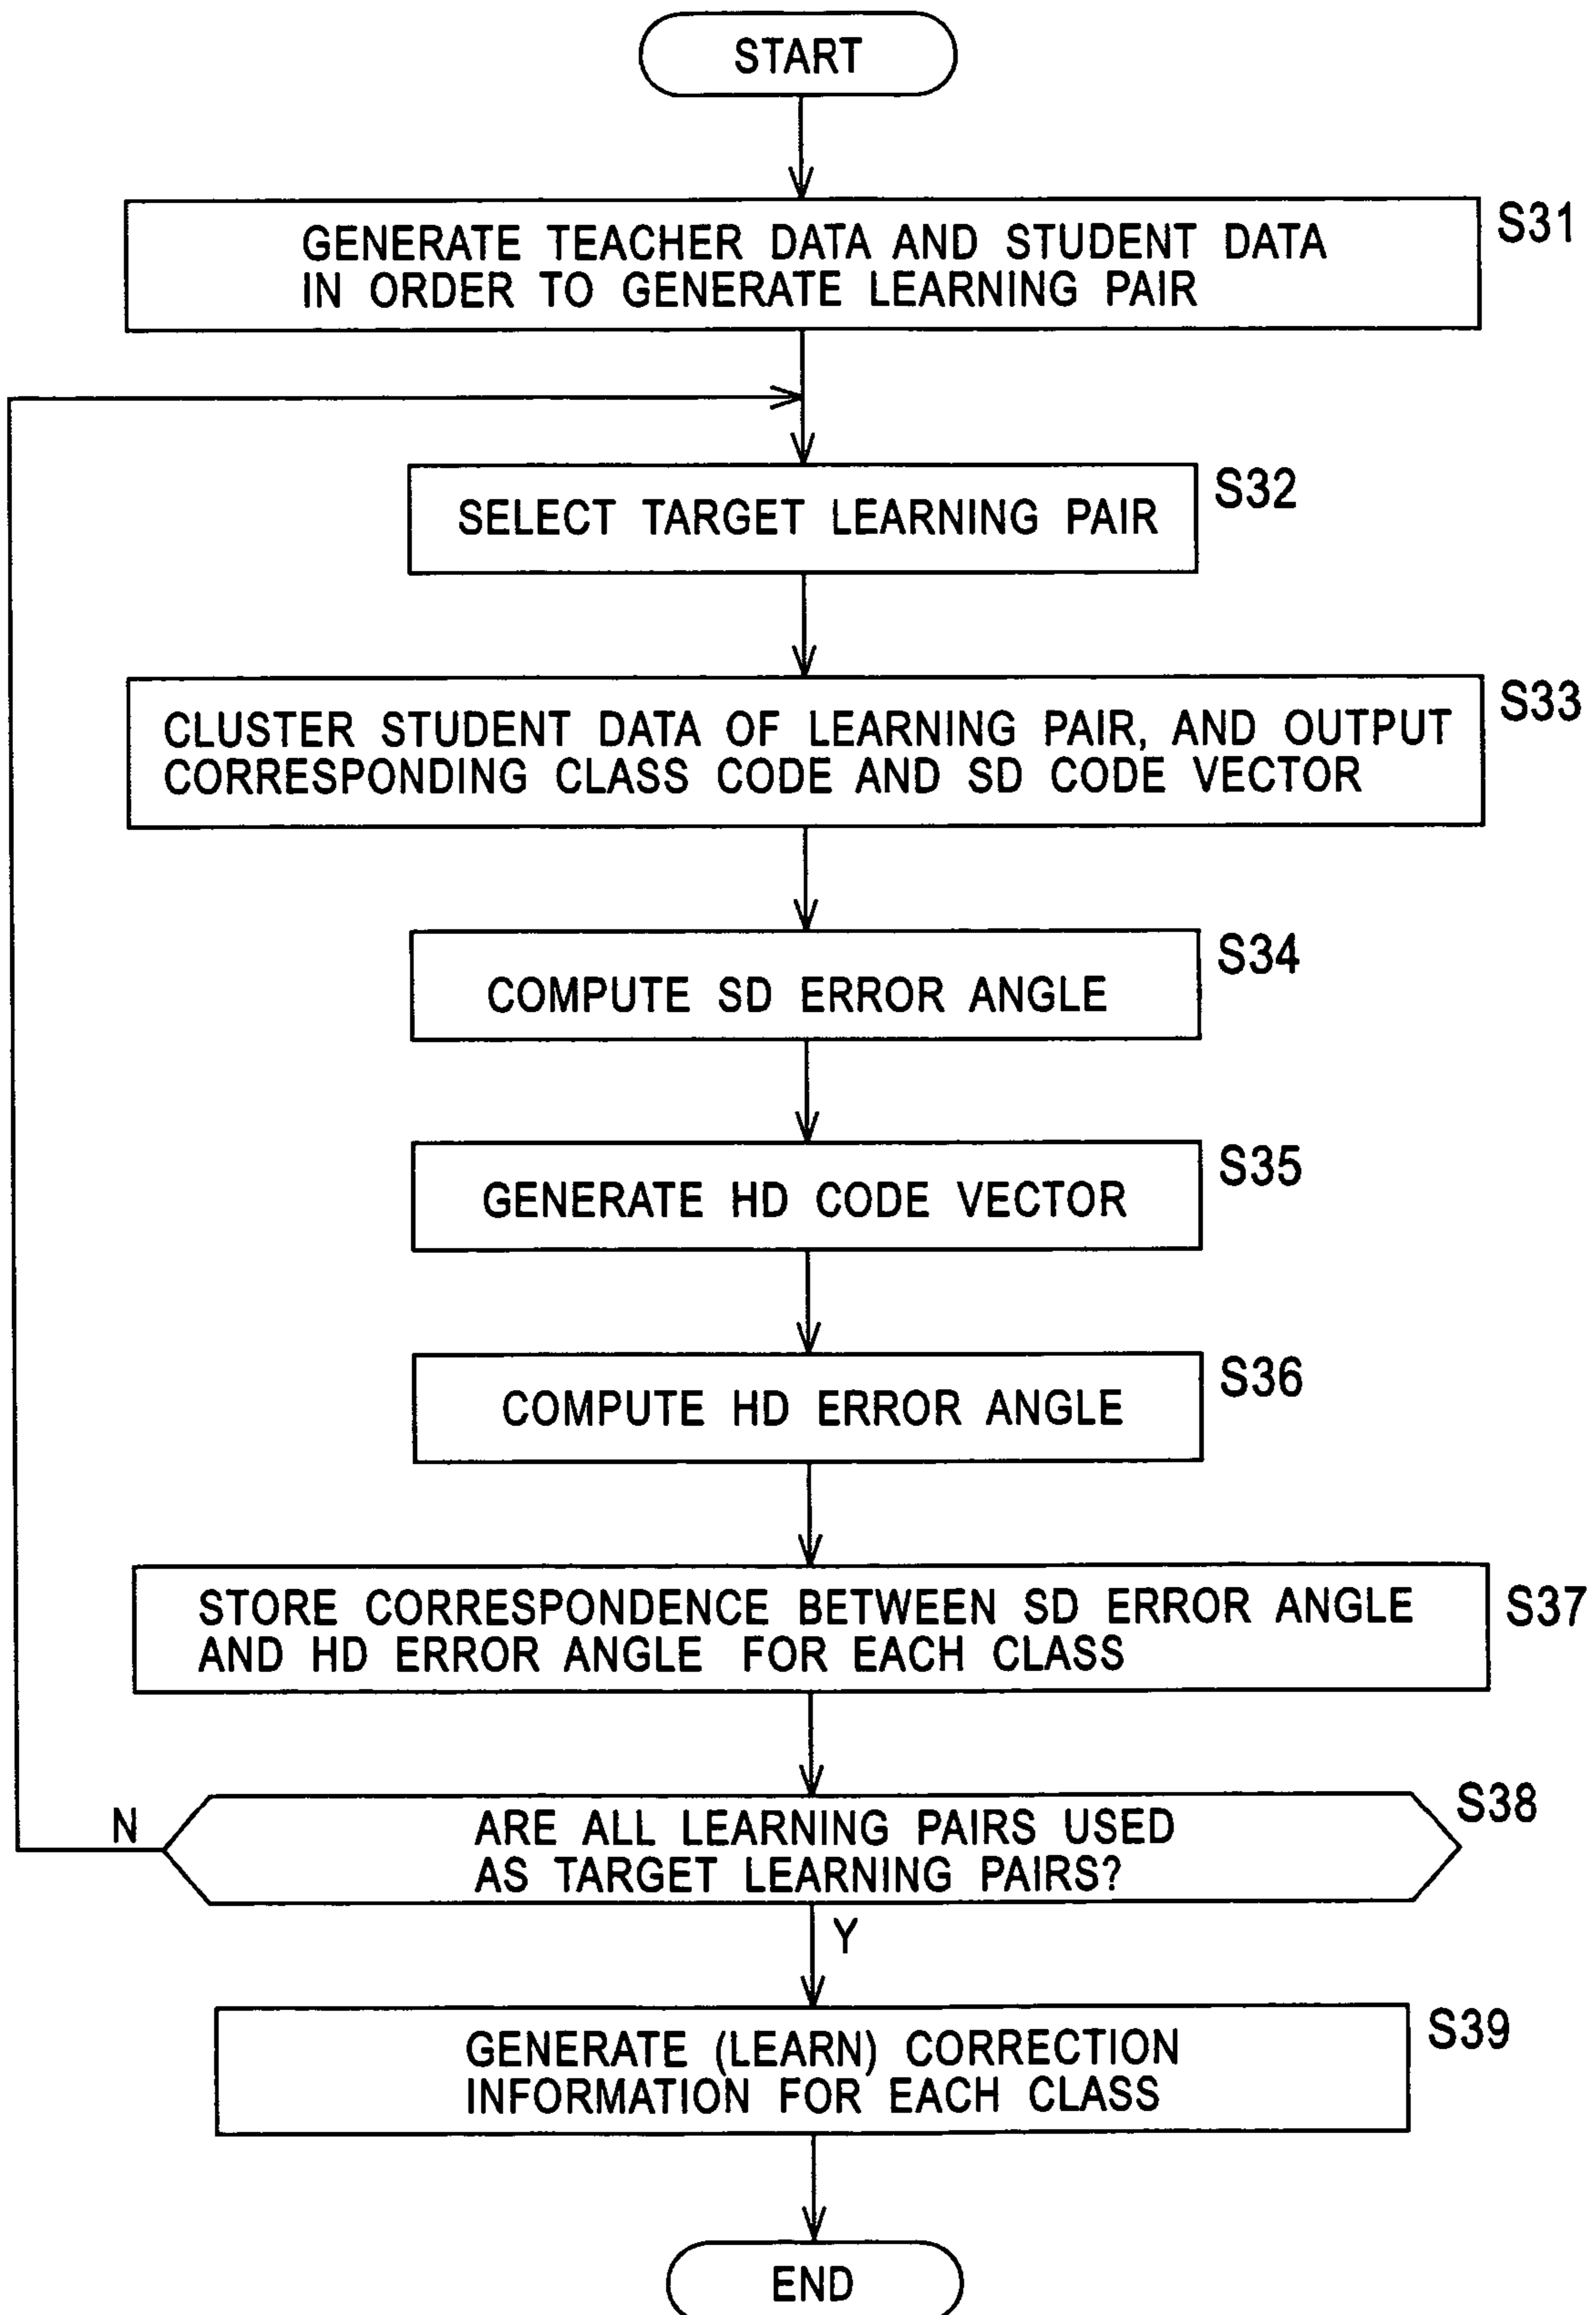 START
GENERATE TEACHER DATA AND STUDENT DATA
IN ORDER TO GENERATE LEARNING PAIR
S31
SELECT TARGET LEARNING PAIR
S32
CLUSTER STUDENT DATA OF LEARNING PAIR, AND OUTPUT
CORRESPONDING CLASS CODE AND SD CODE VECTOR
S33
COMPUTE SD ERROR ANGLE
S34
GENERATE HD CODE VECTOR
S35
COMPUTE HD ERROR ANGLE
S36
STORE CORRESPONDENCE BETWEEN SD ERROR ANGLE
AND HD ERROR ANGLE FOR EACH CLASS
S37
N
ARE ALL LEARNING PAIRS USED
AS TARGET LEARNING PAIRS?
S38
Y
GENERATE (LEARN) CORRECTION
INFORMATION FOR EACH CLASS
S39
END